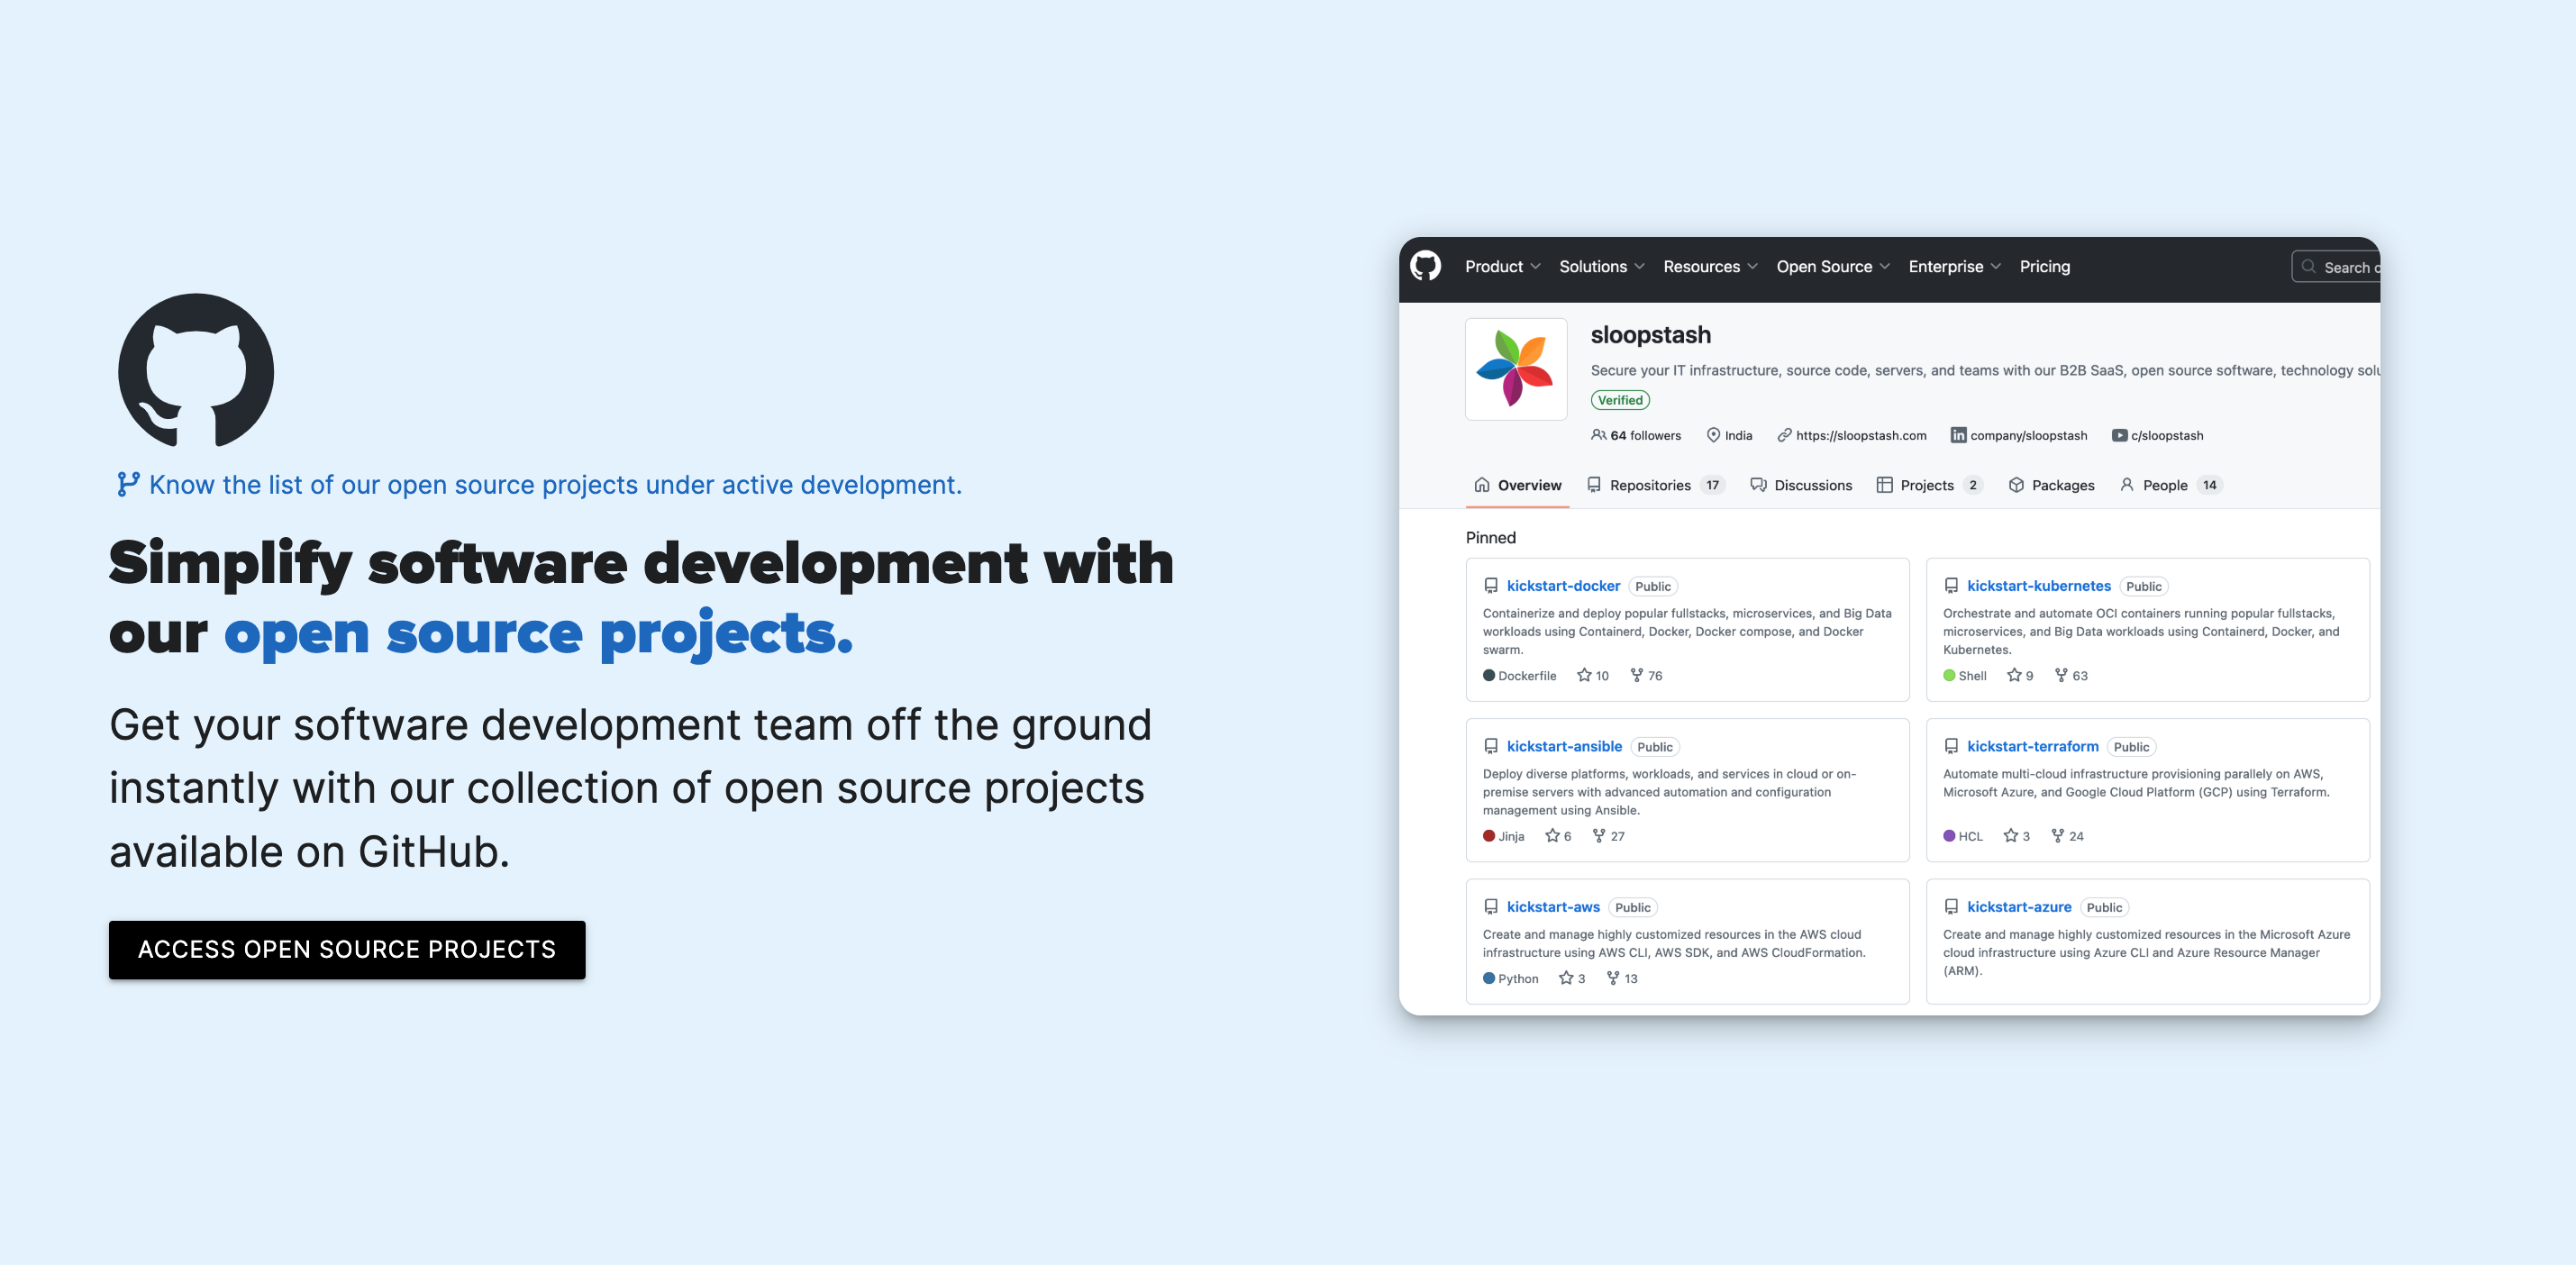 Know the list of our open source projects under active development.
Simplify software development with
our open source projects.
Get your software development team off the ground
instantly with our collection of open source projects
available on GitHub.
ACCESS OPEN SOURCE PROJECTS
Product Solutions Resources Open Source Enterprise Pricing Search
sloopstash
Secure your IT infrastructure, source code, servers, and teams with our B2B SaaS, open source software, technology
Verified
64 followers India https://sloopstash.com company/sloopstash c/sloopstash
Overview Repositories 17 Discussions Projects 2 Packages People 14
Pinned
kickstart-docker Public
Containerize and deploy popular fullstacks, microservices, and Big Data
workloads using Containerd, Docker, Docker compose, and Docker
swarm.
Dockerfile 10 76
kickstart-kubernetes Public
Orchestrate and automate OCI containers running popular fullstacks,
microservices, and Big Data workloads using Containerd, Docker, and
Kubernetes.
Shell 9 63
kickstart-ansible Public
Deploy diverse platforms, workloads, and services in cloud or on-
premise servers with advanced automation and configuration
management using Ansible.
Jinja 6 27
kickstart-terraform Public
Automate multi-cloud infrastructure provisioning parallely on AWS,
Microsoft Azure, and Google Cloud Platform (GCP) using Terraform.
HCL 3 24
kickstart-aws Public
Create and manage highly customized resources in the AWS cloud
infrastructure using AWS CLI, AWS SDK, and AWS CloudFormation.
Python 3 13
kickstart-azure Public
Create and manage highly customized resources in the Microsoft Azure
cloud infrastructure using Azure CLI and Azure Resource Manager
(ARM).